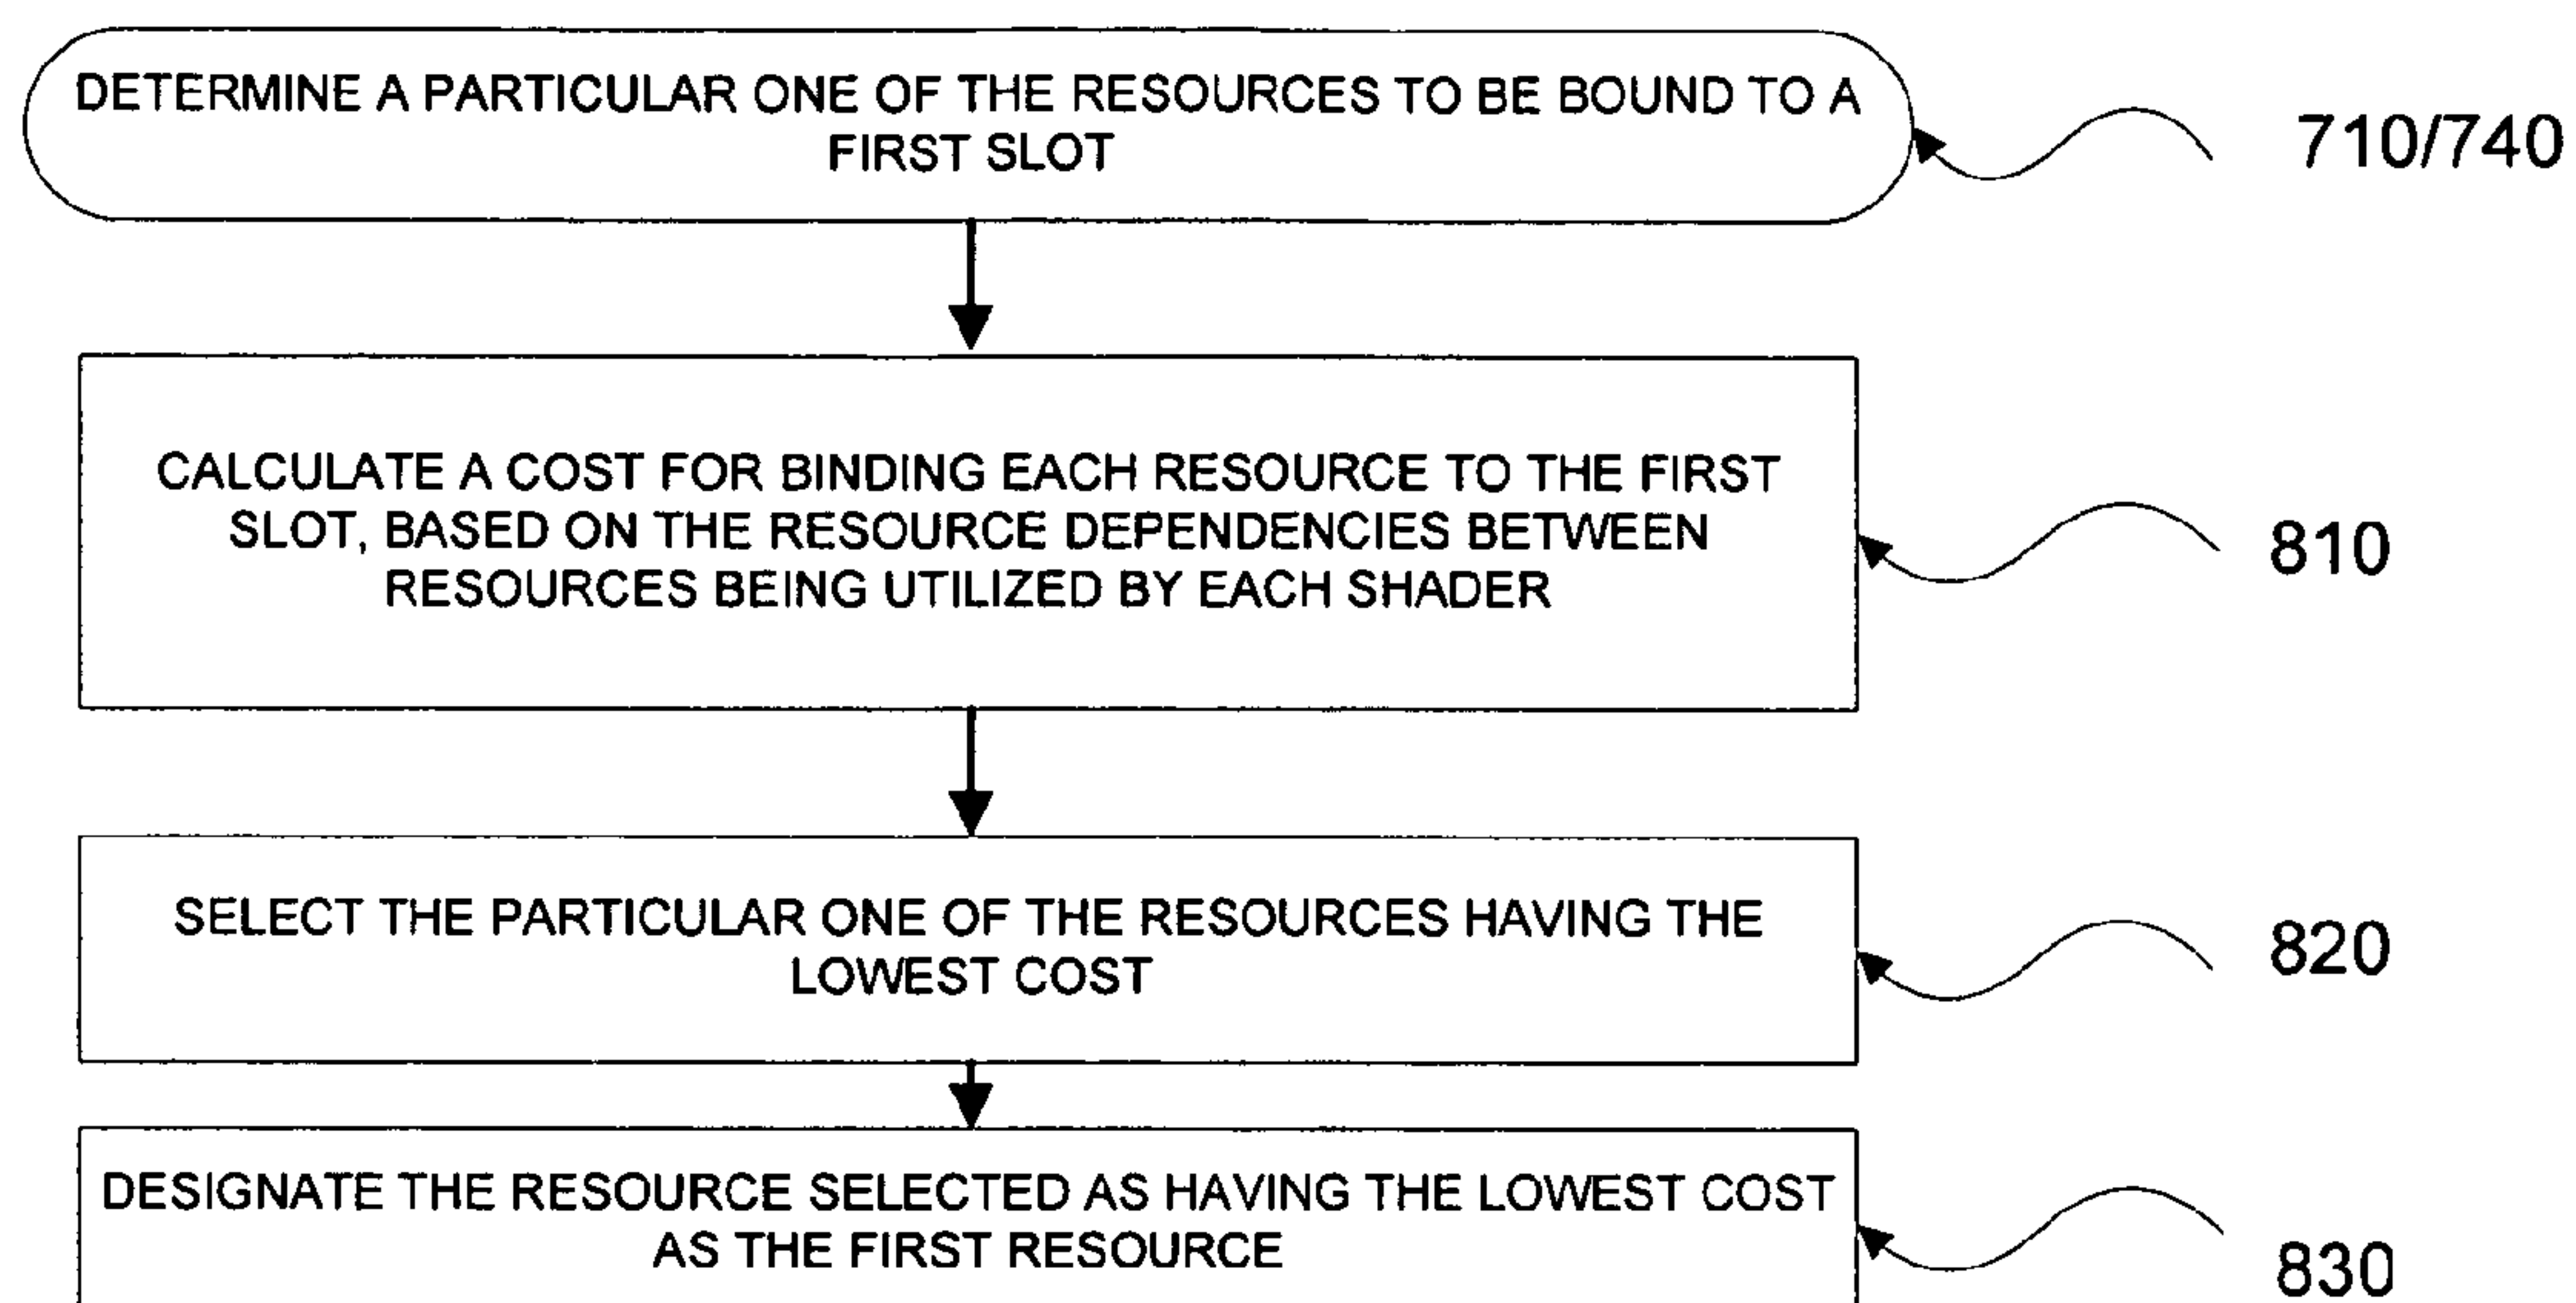 DETERMINE A PARTICULAR ONE OF THE RESOURCES TO BE BOUND TO A
FIRST SLOT
710/740
CALCULATE A COST FOR BINDING EACH RESOURCE TO THE FIRST
SLOT, BASED ON THE RESOURCE DEPENDENCIES BETWEEN
RESOURCES BEING UTILIZED BY EACH SHADER
810
SELECT THE PARTICULAR ONE OF THE RESOURCES HAVING THE
LOWEST COST
820
DESIGNATE THE RESOURCE SELECTED AS HAVING THE LOWEST COST
AS THE FIRST RESOURCE
830